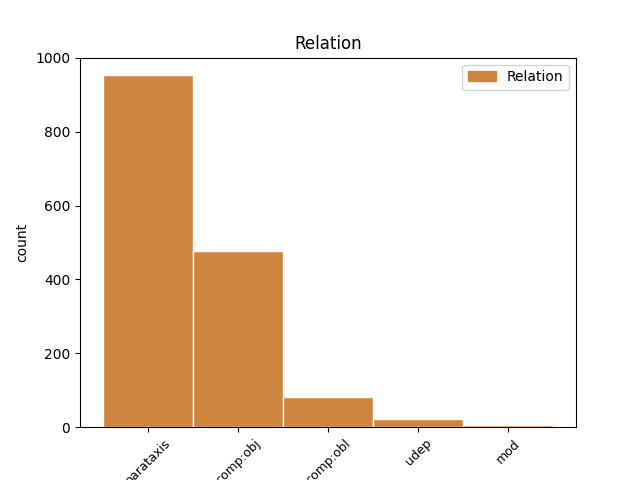 Relation
Relation
count
1000
800
600
400
200
0
parataxis
comp:obj
comp:obl
udep
mod